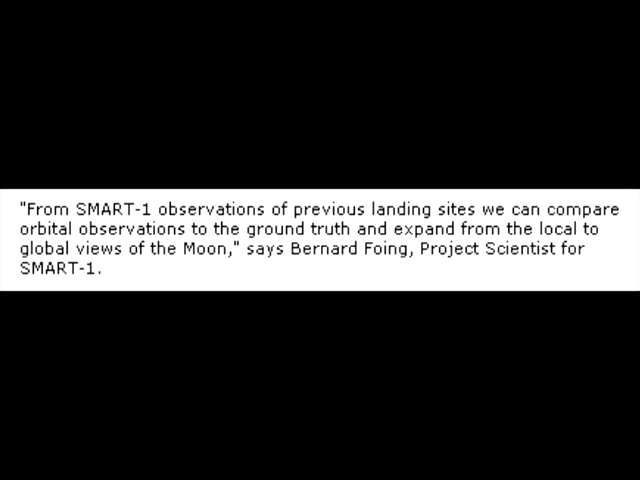 "From SMART-1 observations of previous landing sites we can compare
orbital observations to the ground truth and expand from the local to
global views of the Moon," says Bernard Foing, Project Scientist for
SMART-1.